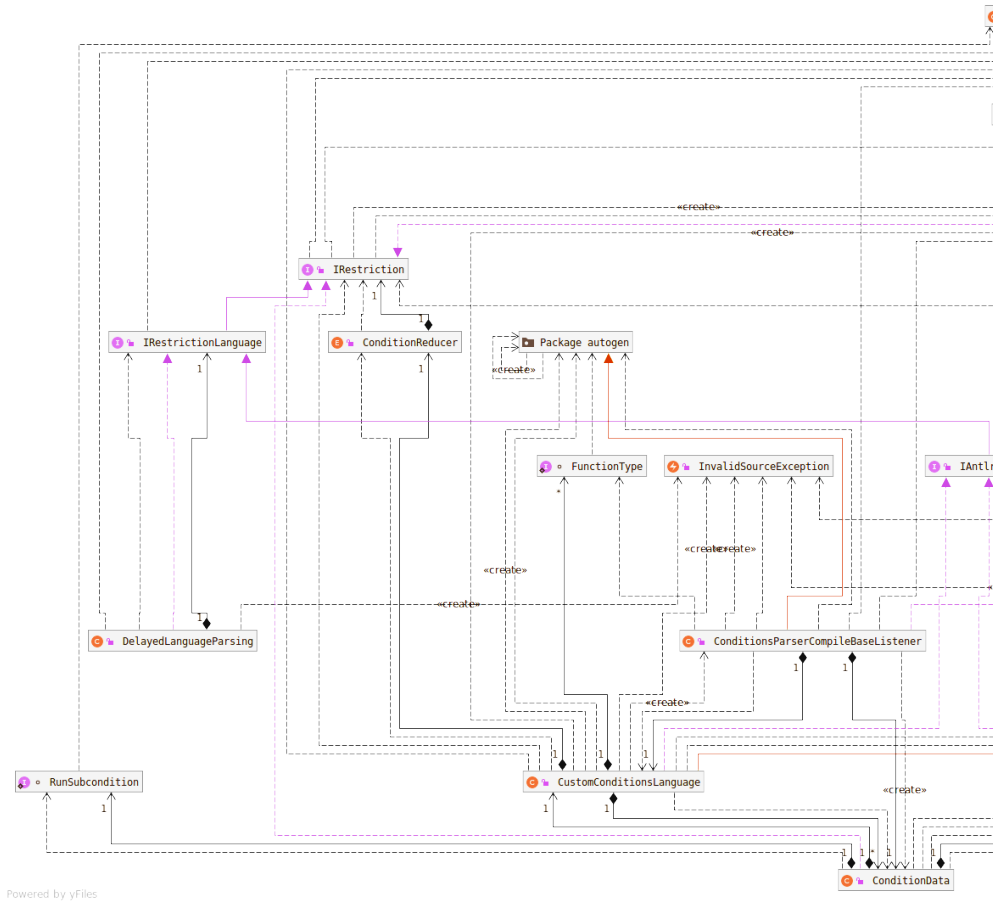 «create»
«create»
IRestriction
1
1
IRestrictionLanguage
ConditionReducer
Package autogen
1
1
«create»
FunctionType
InvalidSourceException
*
«create»
«create»
«create»
«create»
1
DelayedLanguageParsing
ConditionsParserCompileBaseListener
1
1
«create»
1
1
1
RunSubcondition
CustomConditionsLanguage
«create»
1
1
1
1
1
*
1
1
ConditionData
Powered by yFiles